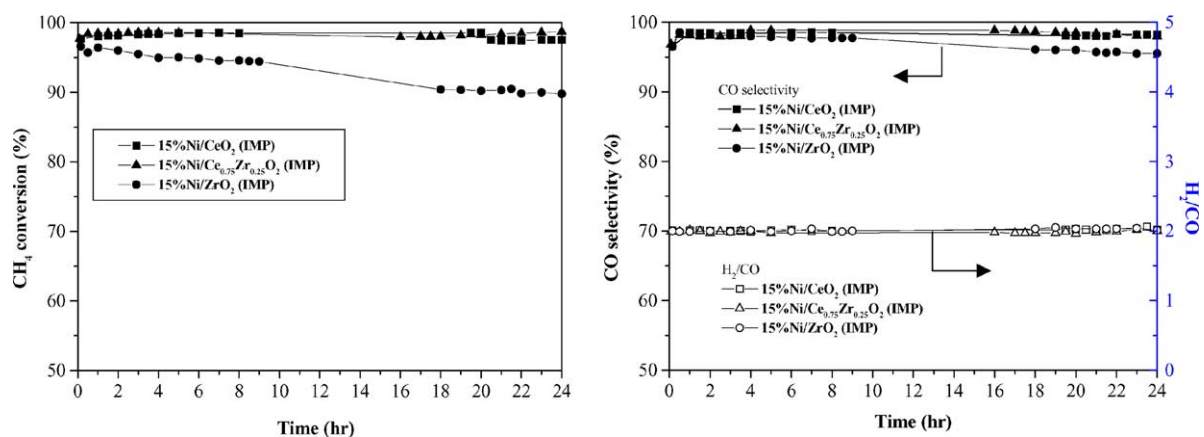 100
90
80
70
60
50
CH₄ conversion (%)
15%Ni/CeO₂ (IMP)
15%Ni/Ce₀.₇₅Zr₀.₂₅O₂ (IMP)
15%Ni/ZrO₂ (IMP)
0 2 4 6 8 10 12 14 16 18 20 22 24
Time (hr)
100
90
80
70
60
50
CO selectivity (%)
CO selectivity
15%Ni/CeO₂ (IMP)
15%Ni/Ce₀.₇₅Zr₀.₂₅O₂ (IMP)
15%Ni/ZrO₂ (IMP)
H₂/CO
15%Ni/CeO₂ (IMP)
15%Ni/Ce₀.₇₅Zr₀.₂₅O₂ (IMP)
15%Ni/ZrO₂ (IMP)
5
4
3
2
1
0
H₂/CO
0 2 4 6 8 10 12 14 16 18 20 22 24
Time (hr)